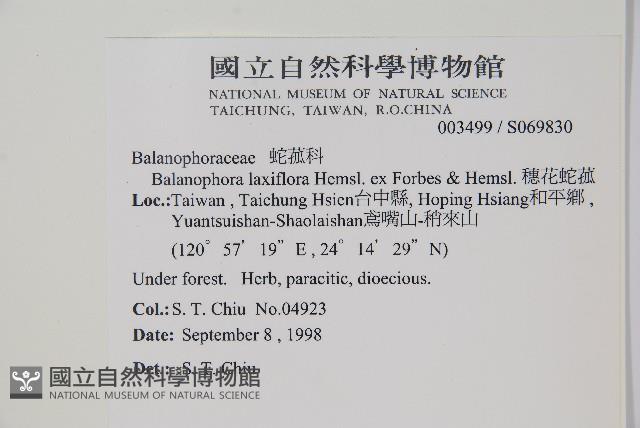 國立自然科學博物館
NATIONAL MUSEUM OF NATURAL SCIENCE
TAICHUNG, TAIWAN, R.O.CHINA
003499 / S069830
Balanophoraceae 蛇菰科
Balanophora laxiflora Hemsl. ex Forbes & Hemsl. 穗花蛇菰
Loc.:Taiwan , Taichung Hsien台中縣, Hoping Hsiang和平鄉 ,
Yuantsuishan-Shaolaishan鳶嘴山-稍來山
(120° 57’ 19” E , 24° 14’ 29” N)
Under forest. Herb, paracitic, dioecious.
Col.: S. T. Chiu No.04923
Date: September 8 , 1998
Det.: S. T. Chiu
國立自然科學博物館
NATIONAL MUSEUM OF NATURAL SCIENCE